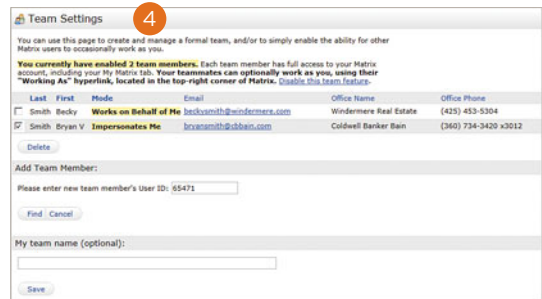 Team Settings
4
You can use this page to create and manage a formal team, and/or to simply enable the ability for other
Matrix users to occasionally work as you.
You currently have enabled 2 team members. Each team member has full access to your Matrix
account, including your My Matrix tab. Your teammates can optionally work as you, using their
"Working As" hyperlink, located in the top-right corner of Matrix. Disable this team feature.
Last First Mode Email Office Name Office Phone
Smith Becky Works on Behalf of Me beckysmith@windermere.com Windermere Real Estate (425) 453-5304
Smith Bryan V Impersonates Me bryansmith@cbbain.com Coldwell Banker Bain (360) 734-3420 x3012
Delete
Add Team Member:
Please enter new team member's User ID: 65471
Find Cancel
My team name (optional):
Save